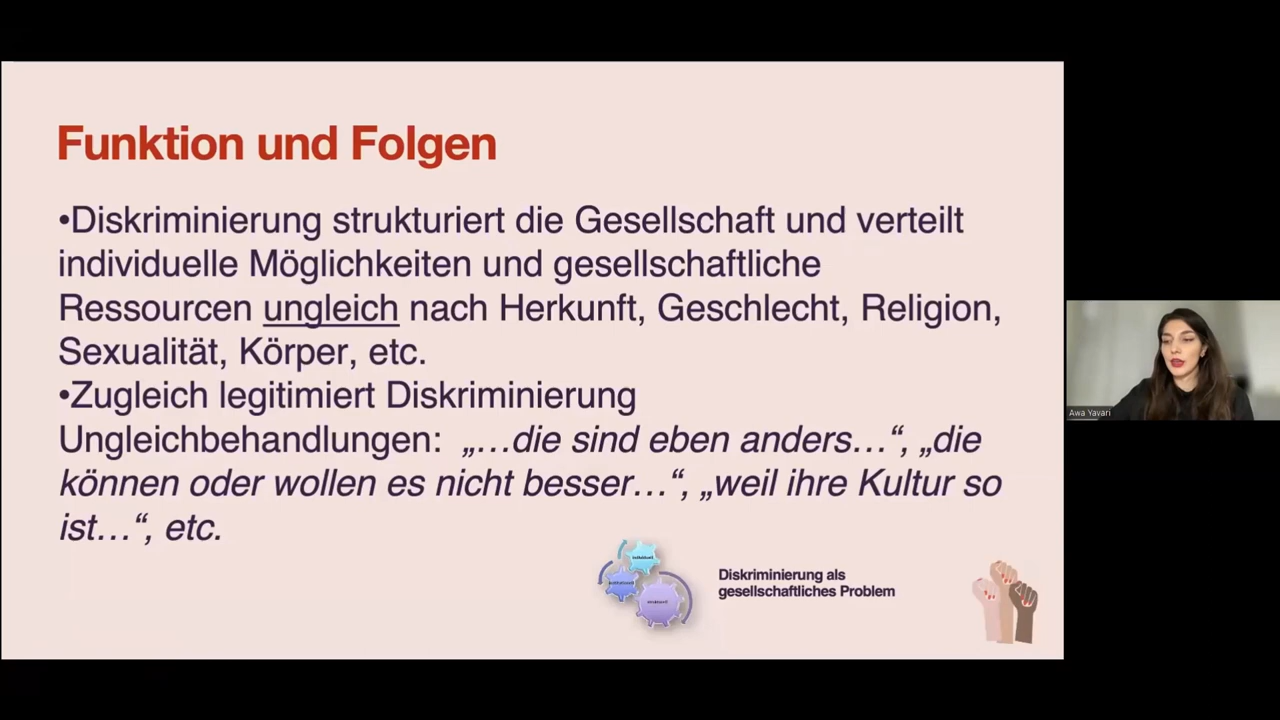 Funktion und Folgen
•Diskriminierung strukturiert die Gesellschaft und verteilt
individuelle Möglichkeiten und gesellschaftliche
Ressourcen ungleich nach Herkunft, Geschlecht, Religion,
Sexualität, Körper, etc.
•Zugleich legitimiert Diskriminierung
Ungleichbehandlungen: „…die sind eben anders…“, „die
können oder wollen es nicht besser…“, „weil ihre Kultur so
ist…“, etc.
Diskriminierung als
gesellschaftliches Problem
Awa Yavari